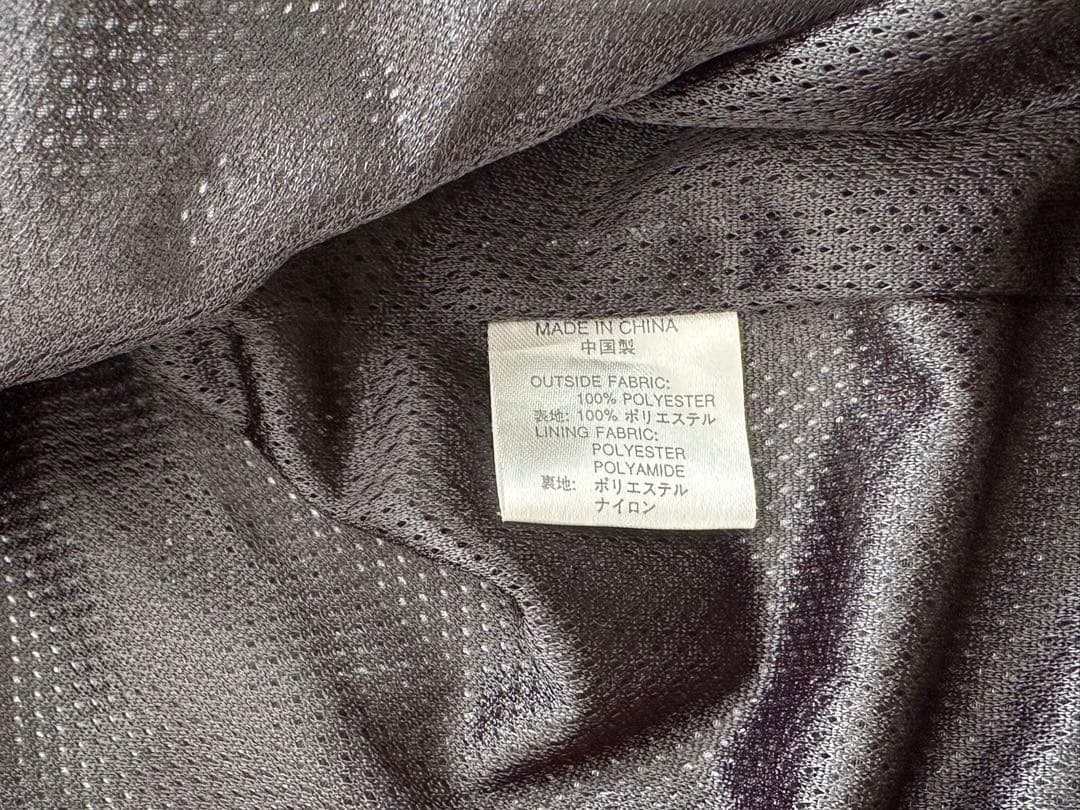 MADE IN CHINA
中国製
OUTSIDE FABRIC:
100% POLYESTER
表地: 100% ポリエステル
LINING FABRIC:
POLYESTER
POLYAMIDE
裏地: ポリエステル
ナイロン